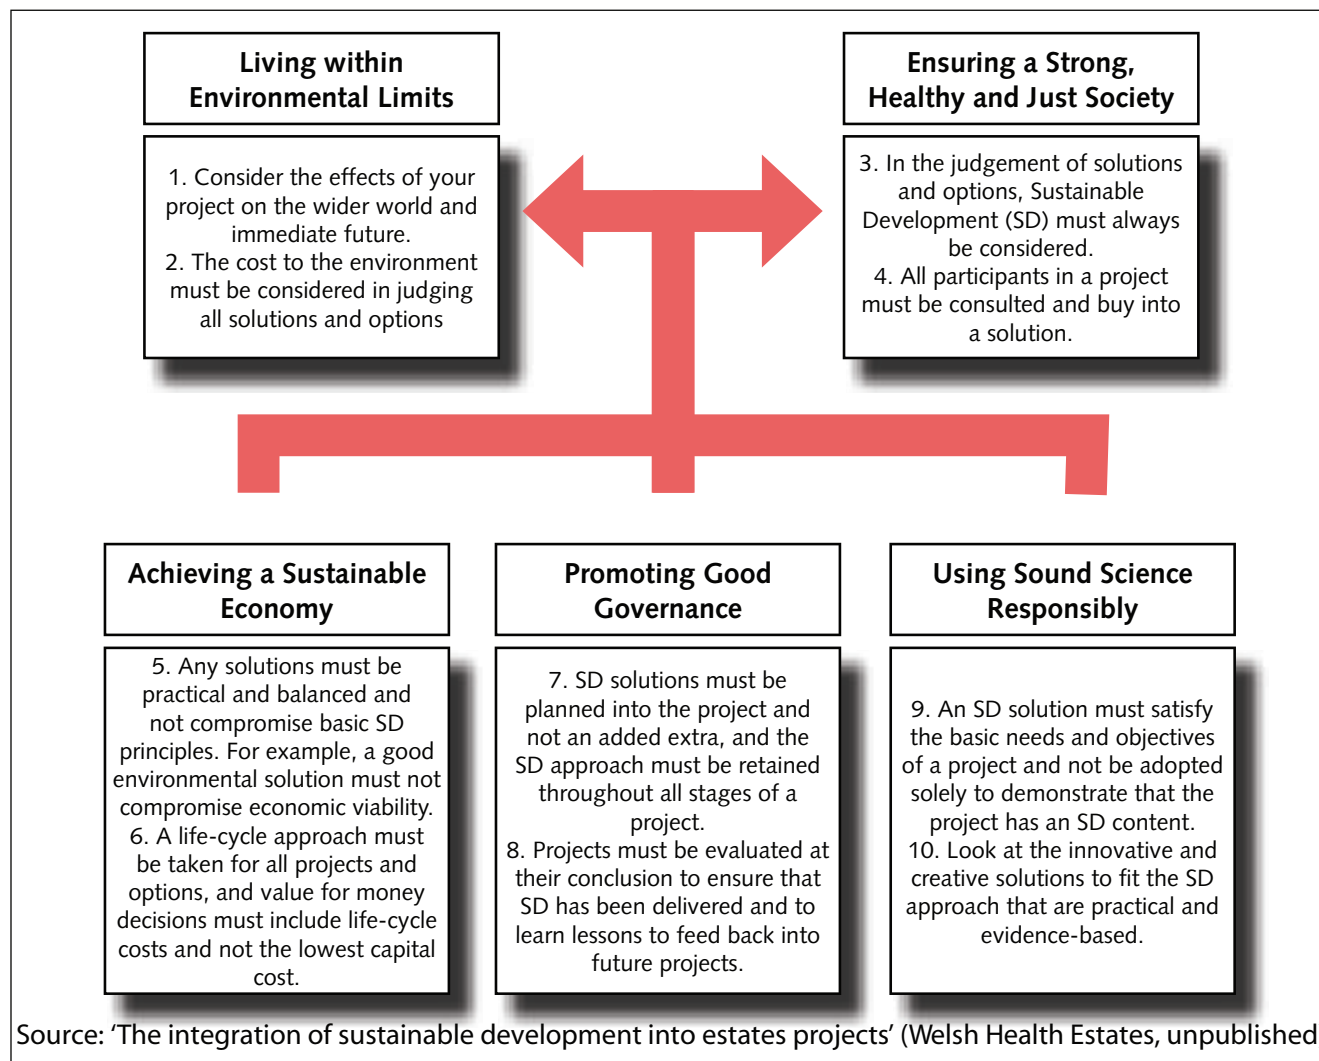 Living within
Environmental Limits
1. Consider the effects of your
project on the wider world and
immediate future.
2. The cost to the environment
must be considered in judging
all solutions and options
Ensuring a Strong,
Healthy and Just Society
3. In the judgement of solutions
and options, Sustainable
Development (SD) must always
be considered.
4. All participants in a project
must be consulted and buy into
a solution.
Achieving a Sustainable
Economy
5. Any solutions must be
practical and balanced and
not compromise basic SD
principles. For example, a good
environmental solution must not
compromise economic viability.
6. A life-cycle approach must
be taken for all projects and
options, and value for money
decisions must include life-cycle
costs and not the lowest capital
cost.
Promoting Good
Governance
7. SD solutions must be
planned into the project and
not an added extra, and the
SD approach must be retained
throughout all stages of a
project.
8. Projects must be evaluated at
their conclusion to ensure that
SD has been delivered and to
learn lessons to feed back into
future projects.
Using Sound Science
Responsibly
9. An SD solution must satisfy
the basic needs and objectives
of a project and not be adopted
solely to demonstrate that the
project has an SD content.
10. Look at the innovative and
creative solutions to fit the SD
approach that are practical and
evidence-based.
Source: ‘The integration of sustainable development into estates projects’ (Welsh Health Estates, unpublished